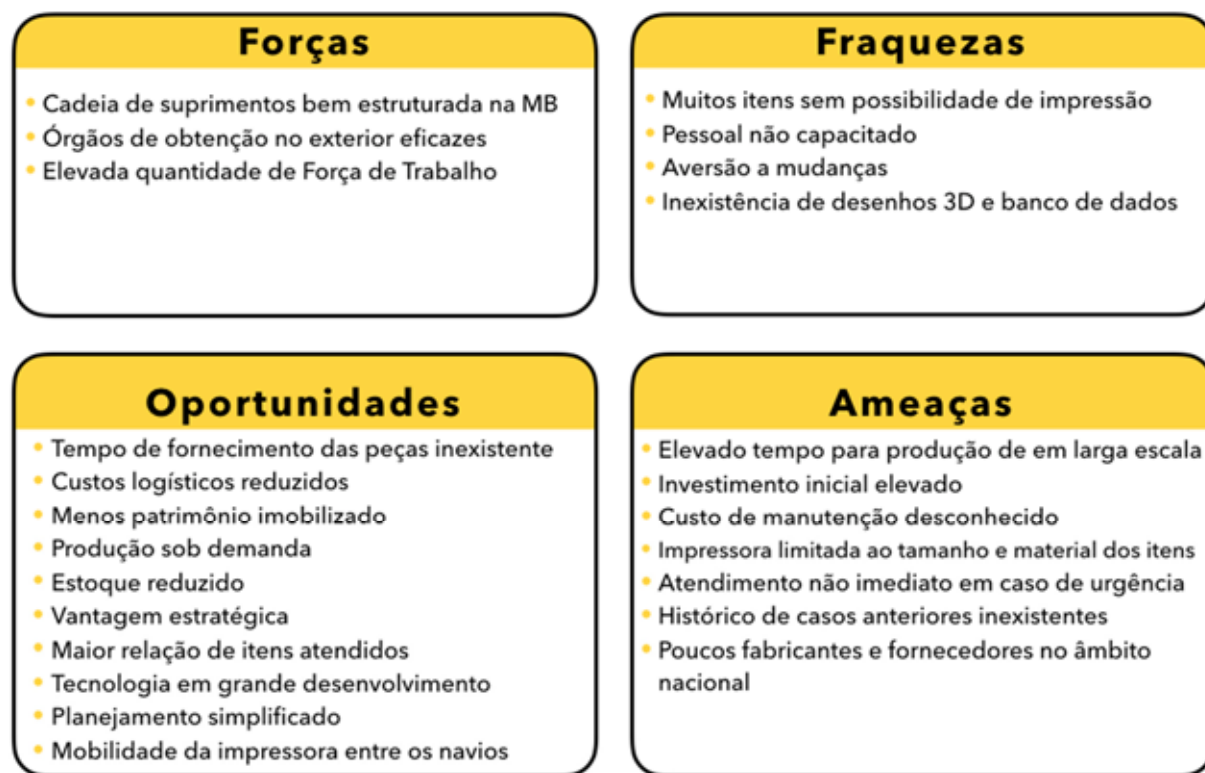 Forças
• Cadeia de suprimentos bem estruturada na MB
• Órgãos de obtenção no exterior eficazes
• Elevada quantidade de Força de Trabalho
Fraquezas
• Muitos itens sem possibilidade de impressão
• Pessoal não capacitado
• Aversão a mudanças
• Inexistência de desenhos 3D e banco de dados
Oportunidades
• Tempo de fornecimento das peças inexistente
• Custos logísticos reduzidos
• Menos patrimônio imobilizado
• Produção sob demanda
• Estoque reduzido
• Vantagem estratégica
• Maior relação de itens atendidos
• Tecnologia em grande desenvolvimento
• Planejamento simplificado
• Mobilidade da impressora entre os navios
Ameaças
• Elevado tempo para produção de em larga escala
• Investimento inicial elevado
• Custo de manutenção desconhecido
• Impressora limitada ao tamanho e material dos itens
• Atendimento não imediato em caso de urgência
• Histórico de casos anteriores inexistentes
• Poucos fabricantes e fornecedores no âmbito
nacional